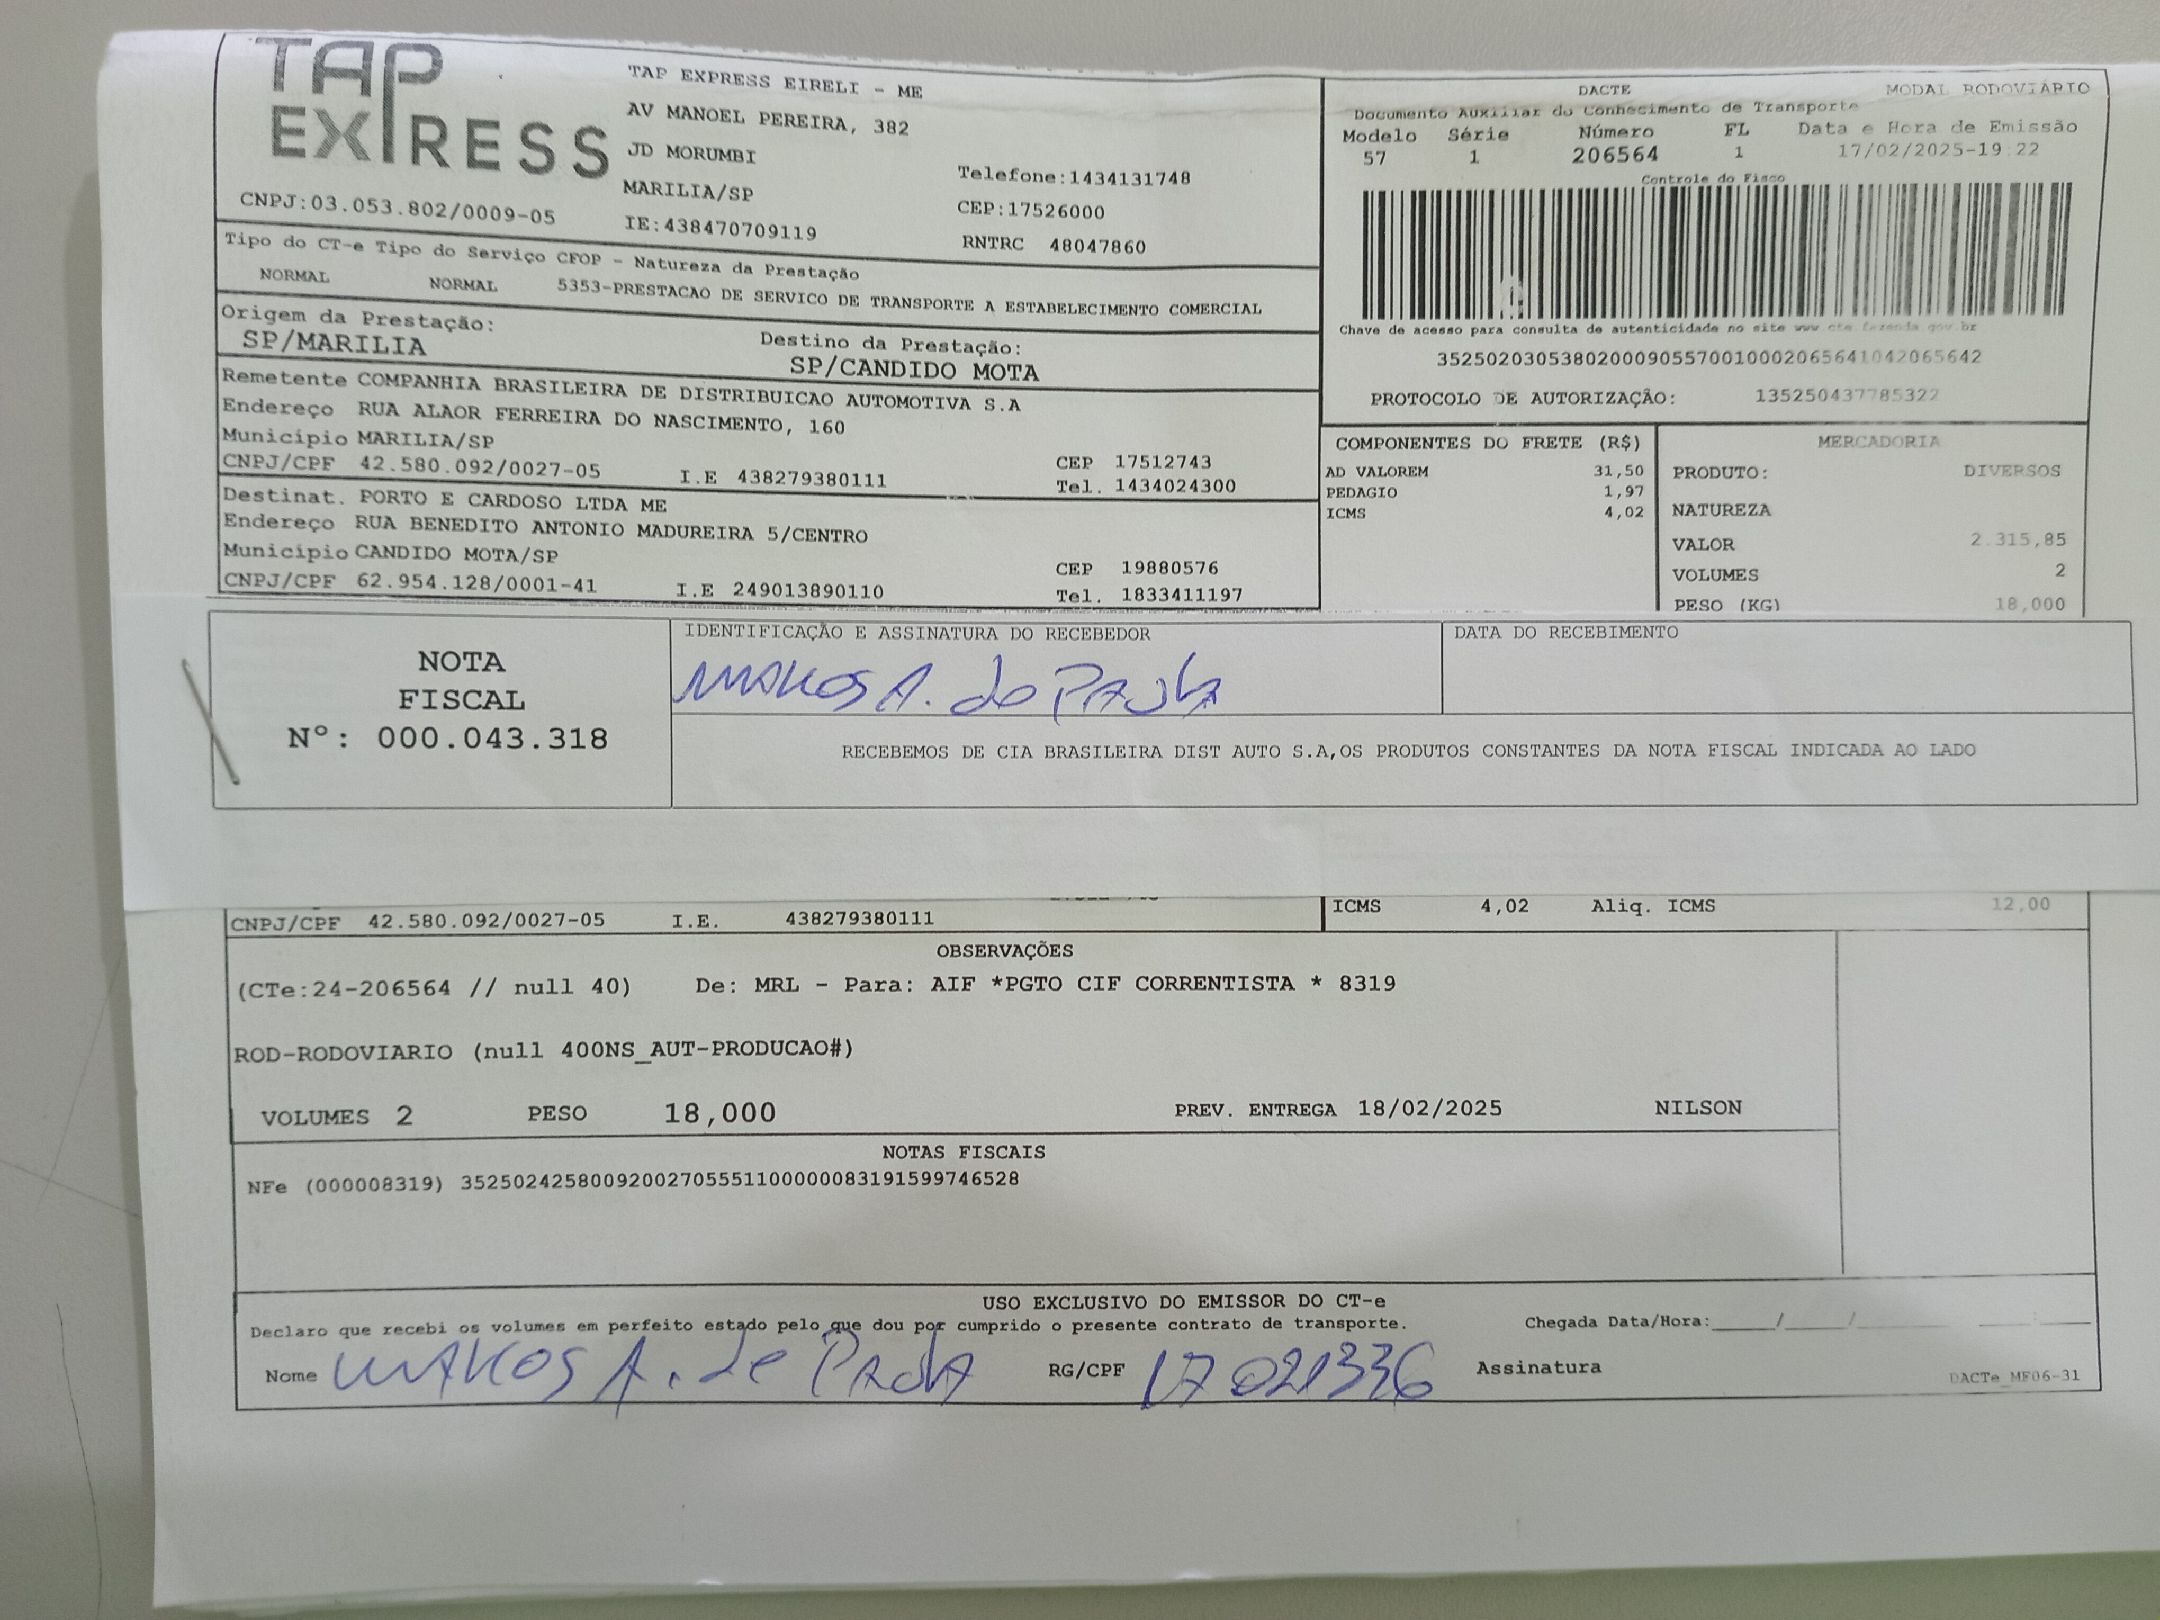 TAP EXPRESS
TAP EXPRESS EIRELI - ME
AV MANOEL PEREIRA, 382
JD MORUMBI
MARILIA/SP
IE:438470709119
Telefone:1434131748
CEP:17526000
RNTRC 48047860
CNPJ:03.053.802/0009-05
DACTE MODAL RODOVIÁRIO
Documento Auxiliar do Conhecimento de Transporte
Modelo Série Número FL Data e Hora de Emissão
57 1 206564 1 17/02/2025-19:22
Controle do Fisco
Chave de acesso para consulta de autenticidade no site www.cte.fazenda.gov.br
35250203053802000905570010002065641042065642
PROTOCOLO DE AUTORIZAÇÃO: 135250437785322
Tipo do CT-e Tipo do Serviço CFOP - Natureza da Prestação
NORMAL NORMAL 5353-PRESTACAO DE SERVICO DE TRANSPORTE A ESTABELECIMENTO COMERCIAL
Origem da Prestação: Destino da Prestação:
SP/MARILIA SP/CANDIDO MOTA
Remetente COMPANHIA BRASILEIRA DE DISTRIBUICAO AUTOMOTIVA S.A
Endereço RUA ALAOR FERREIRA DO NASCIMENTO, 160
Município MARILIA/SP CEP 17512743
CNPJ/CPF 42.580.092/0027-05 I.E 438279380111 Tel. 1434024300
Destinat. PORTO E CARDOSO LTDA ME
Endereço RUA BENEDITO ANTONIO MADUREIRA 5/CENTRO
Município CANDIDO MOTA/SP CEP 19880576
CNPJ/CPF 62.954.128/0001-41 I.E 249013890110 Tel. 1833411197
COMPONENTES DO FRETE (R$)
AD VALOREM 31,50
PEDAGIO 1,97
ICMS 4,02
MERCADORIA
PRODUTO: DIVERSOS
NATUREZA
VALOR 2.315,85
VOLUMES 2
PESO (KG) 18,000
NOTA
FISCAL
Nº: 000.043.318
IDENTIFICAÇÃO E ASSINATURA DO RECEBEDOR
MARCOS A. de PAULA
DATA DO RECEBIMENTO
RECEBEMOS DE CIA BRASILEIRA DIST AUTO S.A,OS PRODUTOS CONSTANTES DA NOTA FISCAL INDICADA AO LADO
CNPJ/CPF 42.580.092/0027-05 I.E. 438279380111
ICMS 4,02 Aliq. ICMS 12,00
OBSERVAÇÕES
(CTe:24-206564 // null 40) De: MRL - Para: AIF *PGTO CIF CORRENTISTA * 8319
ROD-RODOVIARIO (null 400NS_AUT-PRODUCAO#)
VOLUMES 2 PESO 18,000 PREV. ENTREGA 18/02/2025 NILSON
NOTAS FISCAIS
NFe (000008319) 35250242580092002705551100000083191599746528
USO EXCLUSIVO DO EMISSOR DO CT-e
Declaro que recebi os volumes em perfeito estado pelo que dou por cumprido o presente contrato de transporte. Chegada Data/Hora:____/____/____ ____:____
Nome MARCOS A. de PAULA RG/CPF 17021336 Assinatura
DACTe_MF06-31